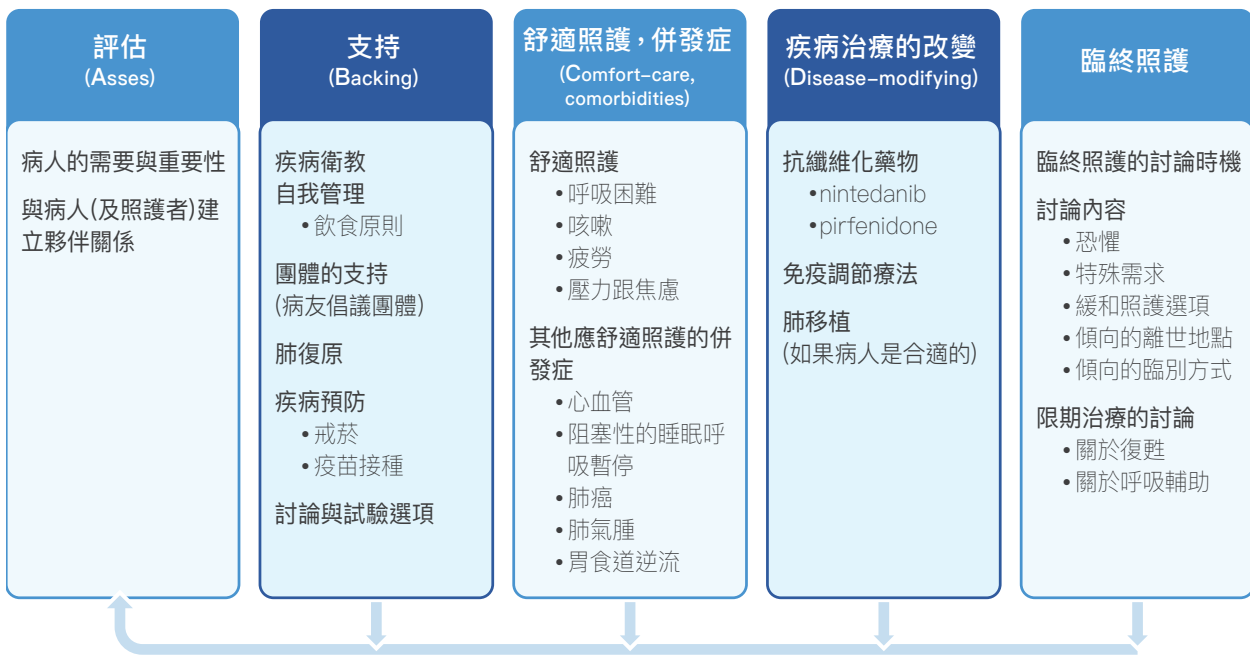 評估
(Asses)
病人的需要與重要性
與病人(及照護者)建
立夥伴關係
支持
(Backing)
疾病衛教
自我管理
•飲食原則
團體的支持
(病友倡議團體)
肺復原
疾病預防
•戒菸
•疫苗接種
討論與試驗選項
舒適照護，併發症
(Comfort-care,
comorbidities)
舒適照護
•呼吸困難
•咳嗽
•疲勞
•壓力跟焦慮
其他應舒適照護的併
發症
•心血管
•阻塞性的睡眠呼
吸暫停
•肺癌
•肺氣腫
•胃食道逆流
疾病治療的改變
(Disease-modifying)
抗纖維化藥物
•nintedanib
•pirfenidone
免疫調節療法
肺移植
(如果病人是合適的)
臨終照護
臨終照護的討論時機
討論內容
•恐懼
•特殊需求
•緩和照護選項
•傾向的離世地點
•傾向的臨別方式
限期治療的討論
•關於復甦
•關於呼吸輔助